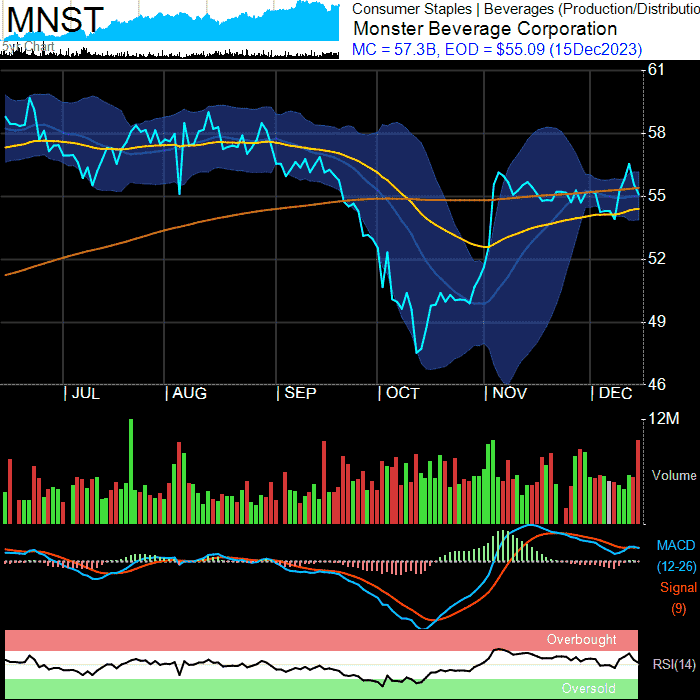 MNST
Consumer Staples | Beverages (Production/Distributio
Monster Beverage Corporation
5yr Chart
MC = 57.3B, EOD = $55.09 (15Dec2023)
61
58
55
52
49
46
| JUL | AUG | SEP | OCT | NOV | DEC
12M
Volume
MACD
(12-26)
Signal
(9)
Overbought
RSI(14)
Oversold